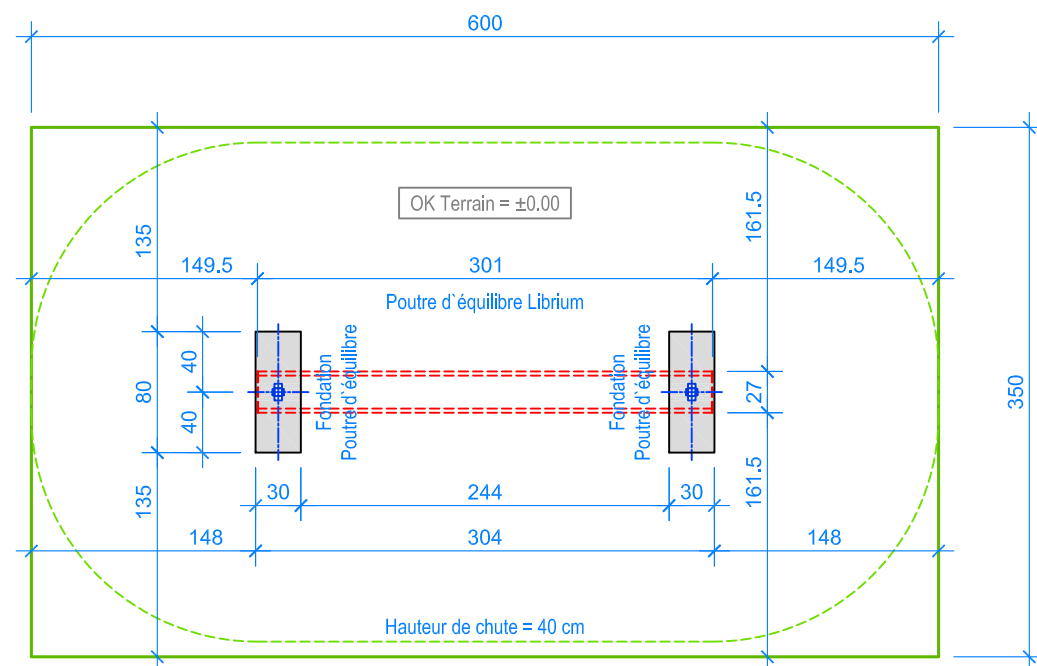 600
OK Terrain = ±0.00
135
161.5
350
149.5
301
149.5
Poutre d`équilibre Librium
40
80
40
Fondation
Poutre d`équilibre
Fondation
Poutre d`équilibre
27
30
244
30
135
161.5
148
304
148
Hauteur de chute = 40 cm